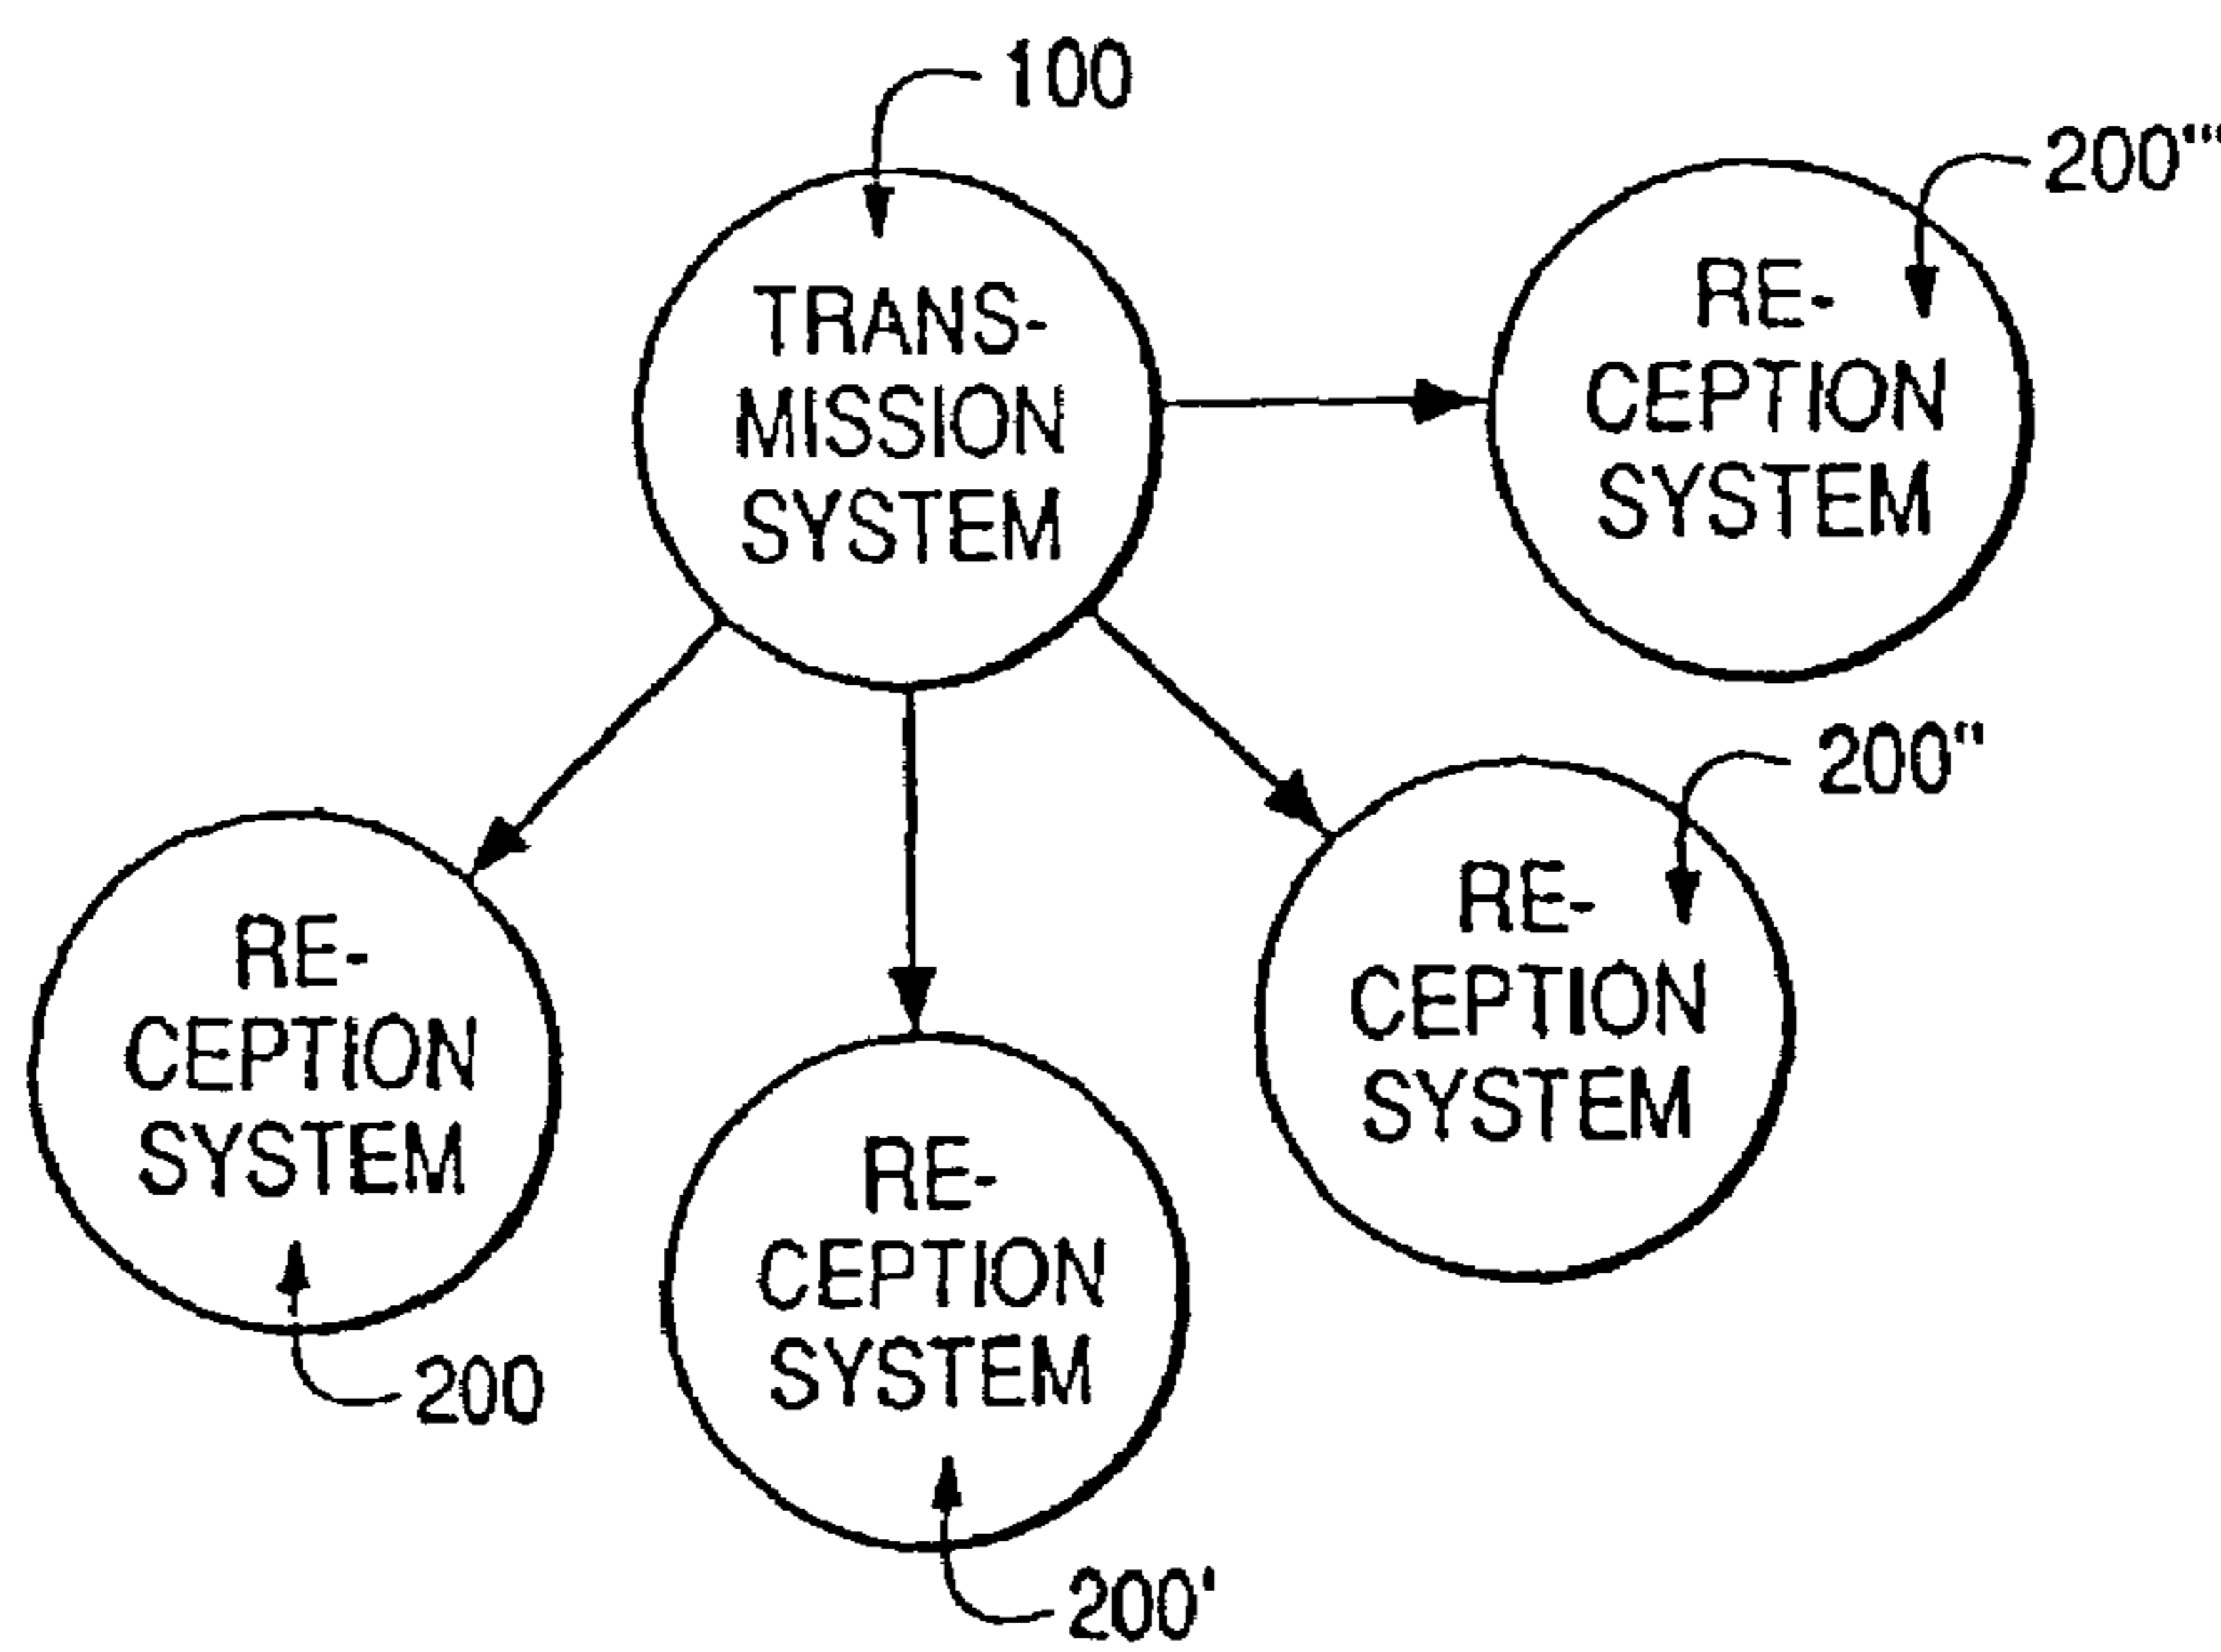 100
200"'
TRANS-
MISSION
SYSTEM
RE-
CEPTION
SYSTEM
200"
RE-
CEPTION
SYSTEM
RE-
CEPTION
SYSTEM
200
RE-
CEPTION
SYSTEM
200'